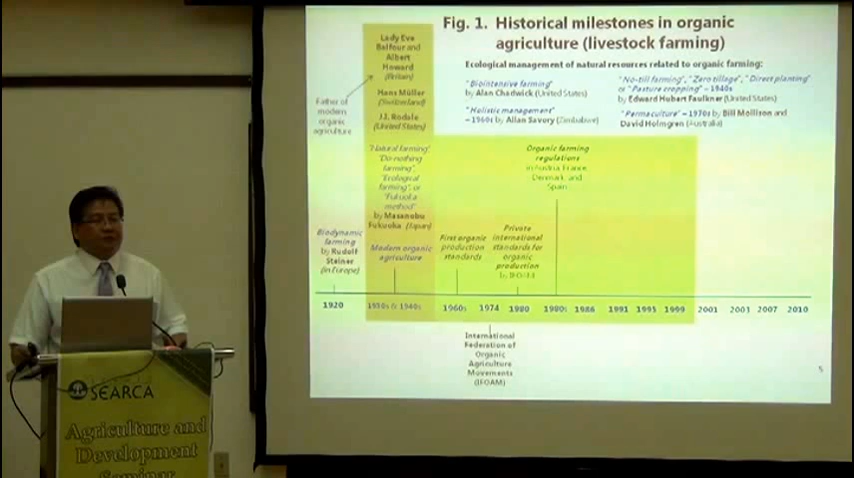 Fig. 1. Historical milestones in organic
agriculture (livestock farming)
Ecological management of natural resources related to organic farming:
"Biointensive farming"
by Alan Chadwick (United States)
"Holistic management"
– 1960s by Allan Savory (Zimbabwe)
"No-till farming", "Zero tillage", "Direct planting"
or "Pasture cropping" – 1940s
by Edward Hubert Faulkner (United States)
"Permaculture" – 1970s by Bill Mollison and
David Holmgren (Australia)
Lady Eve
Balfour and
Albert
Howard
(Britain)
Hans Müller
(Switzerland)
J.I. Rodale
(United States)
Father of
modern
organic
agriculture
"Natural farming",
"Do-nothing
farming",
"Ecological
farming", or
by Masanobu
Fukuoka (Japan)
Organic farming
regulations
in Austria, France,
Denmark, and
Spain
Biodynamic
farming
by Rudolf
Steiner
(in Europe)
Modern organic
agriculture
First organic
production
standards
Private
international
standards for
organic
production
by IFOAM
1920 1930s & 1940s 1960s 1974 1980 1980s 1986 1991 1995 1999 2001 2007 2010
International
Federation of
Organic
Agriculture
Movements
(IFOAM)
5
SEARCA
Agriculture and
Development
Seminar